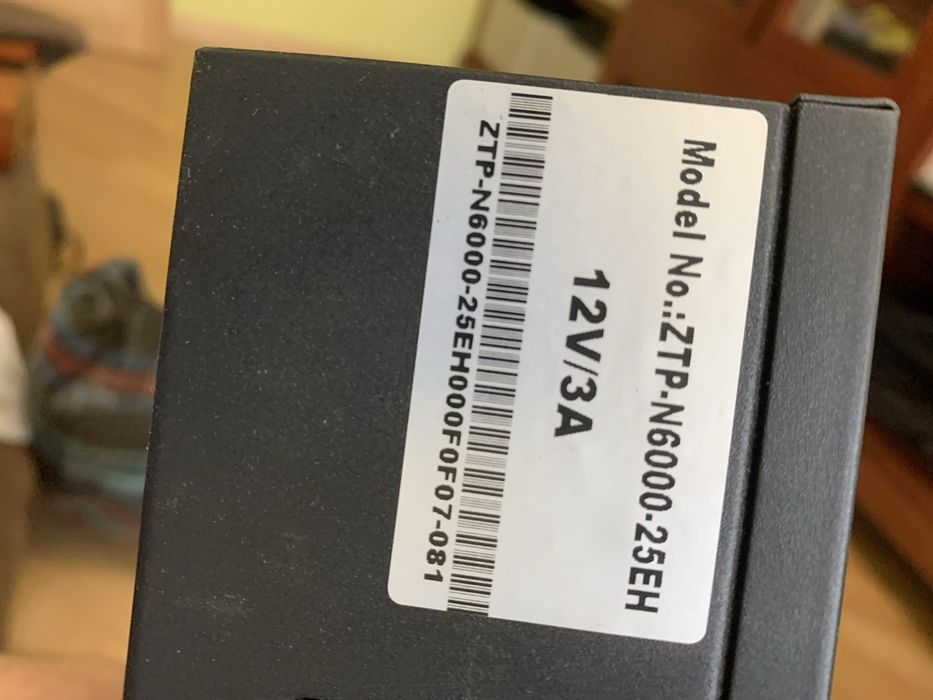 Model No.:ZTP-N6000-25EH
12V/3A
ZTP-N6000-25EH000F0F07-081